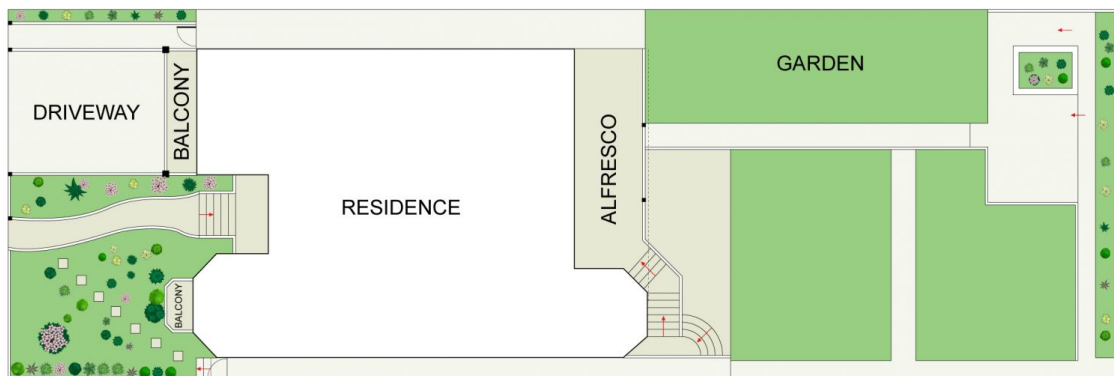 DRIVEWAY
BALCONY
RESIDENCE
ALFRESCO
GARDEN
BALCONY